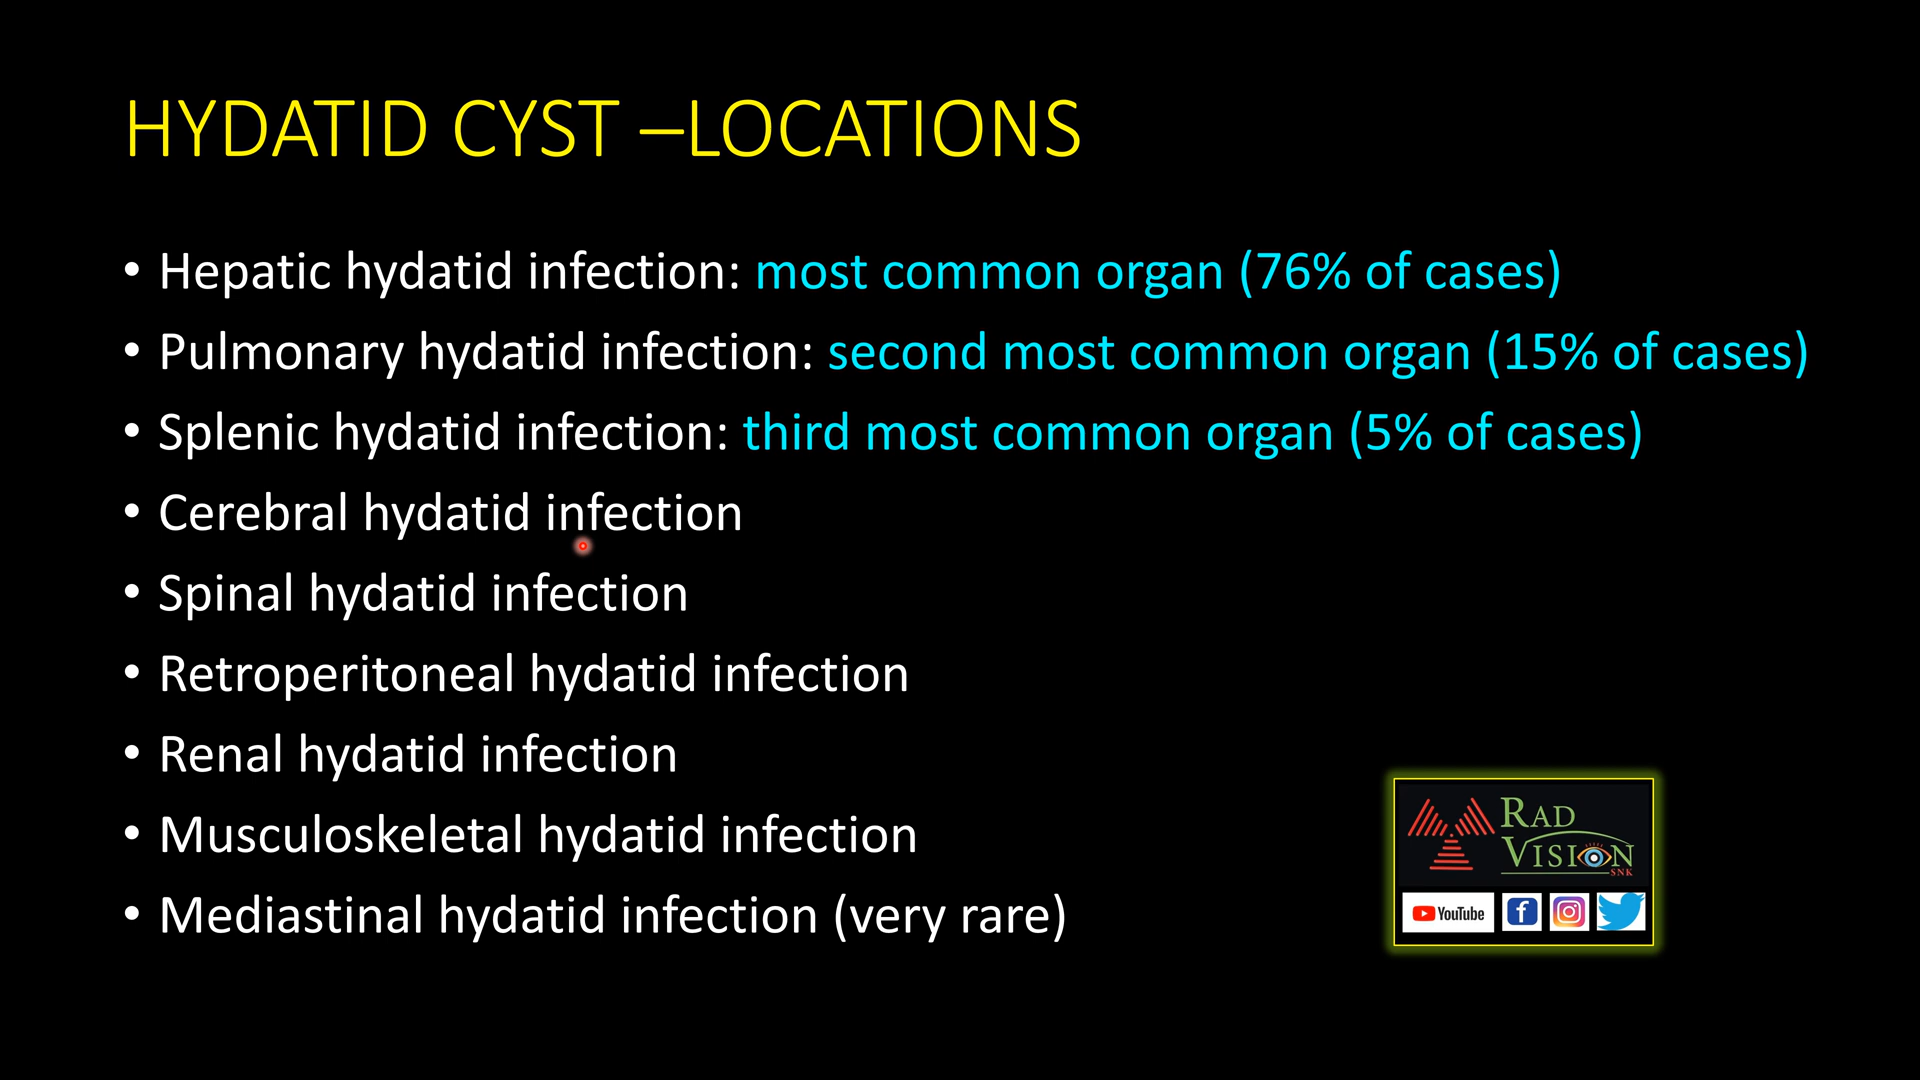 HYDATID CYST –LOCATIONS
• Hepatic hydatid infection: most common organ (76% of cases)
• Pulmonary hydatid infection: second most common organ (15% of cases)
• Splenic hydatid infection: third most common organ (5% of cases)
• Cerebral hydatid infection
• Spinal hydatid infection
• Retroperitoneal hydatid infection
• Renal hydatid infection
• Musculoskeletal hydatid infection
• Mediastinal hydatid infection (very rare)
RAD
VISION
SNK
YouTube